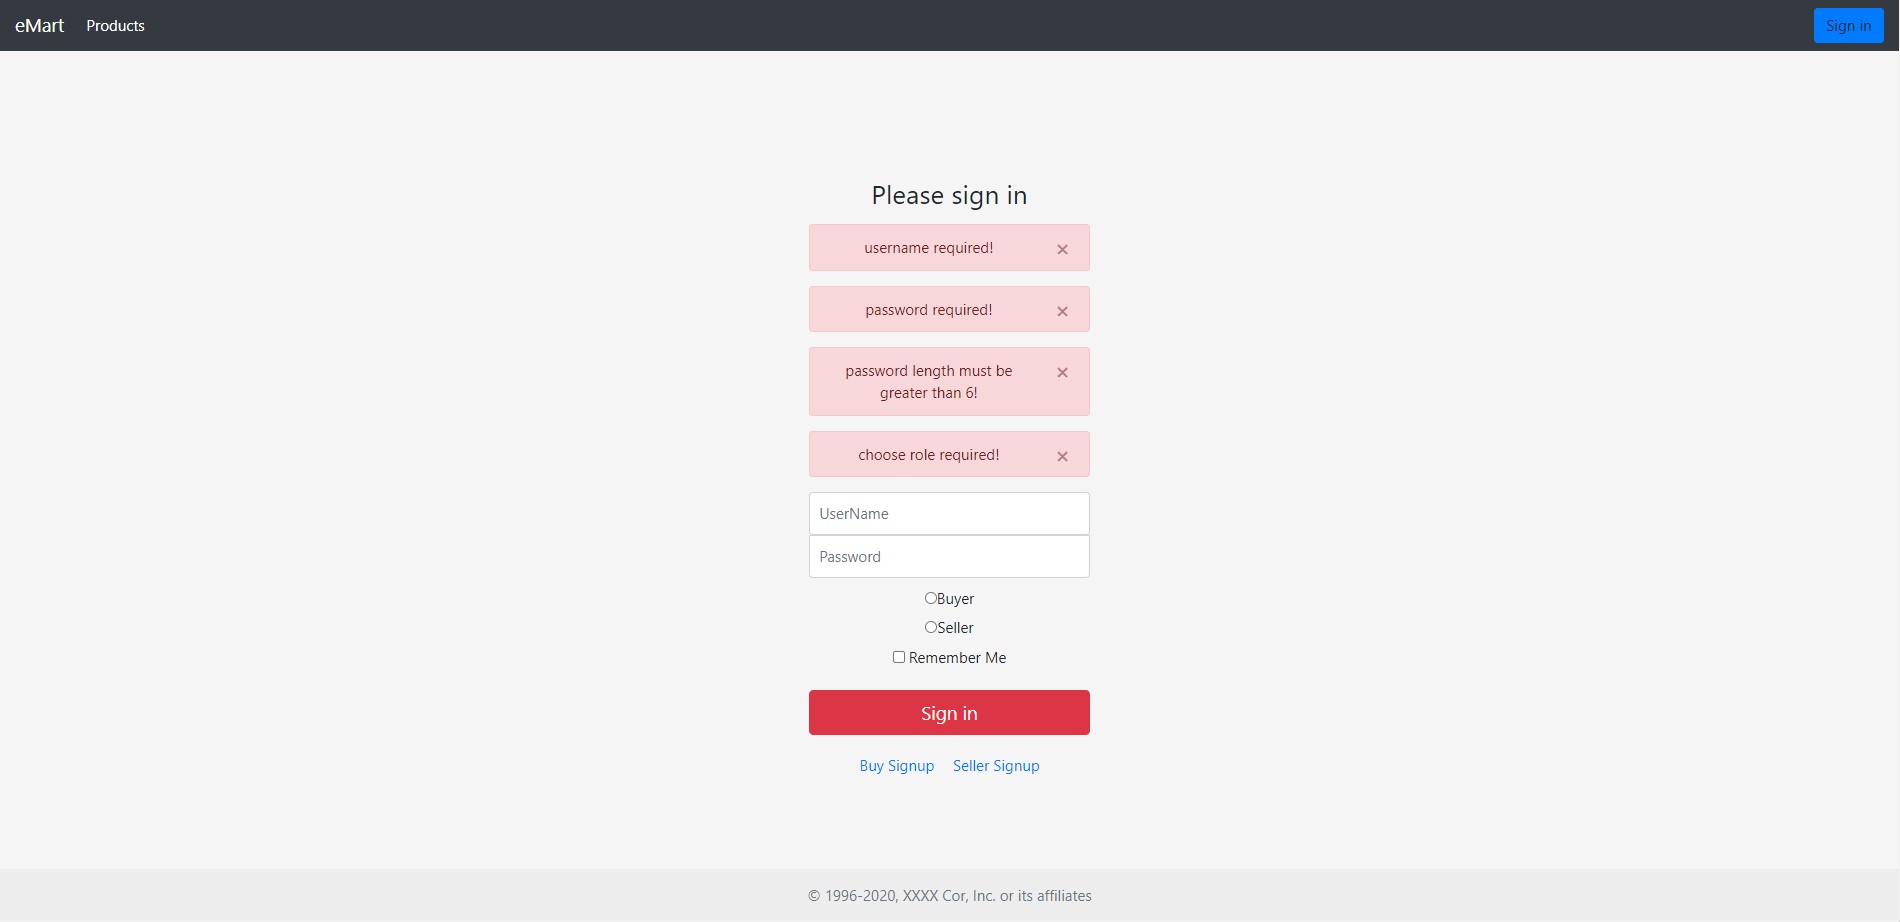 eMart Products Sign in
Please sign in
username required! ×
password required! ×
password length must be ×
greater than 6!
choose role required! ×
UserName
Password
Buyer
Seller
Remember Me
Sign in
Buy Signup Seller Signup
© 1996-2020, XXXX Cor, Inc. or its affiliates